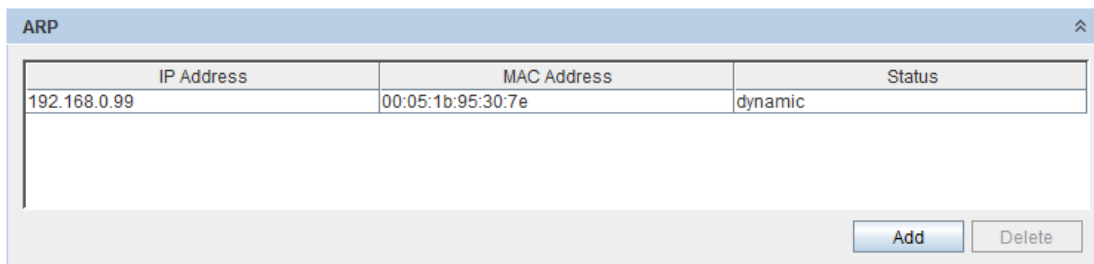 ARP
IP Address MAC Address Status
192.168.0.99 00:05:1b:95:30:7e dynamic
Add Delete